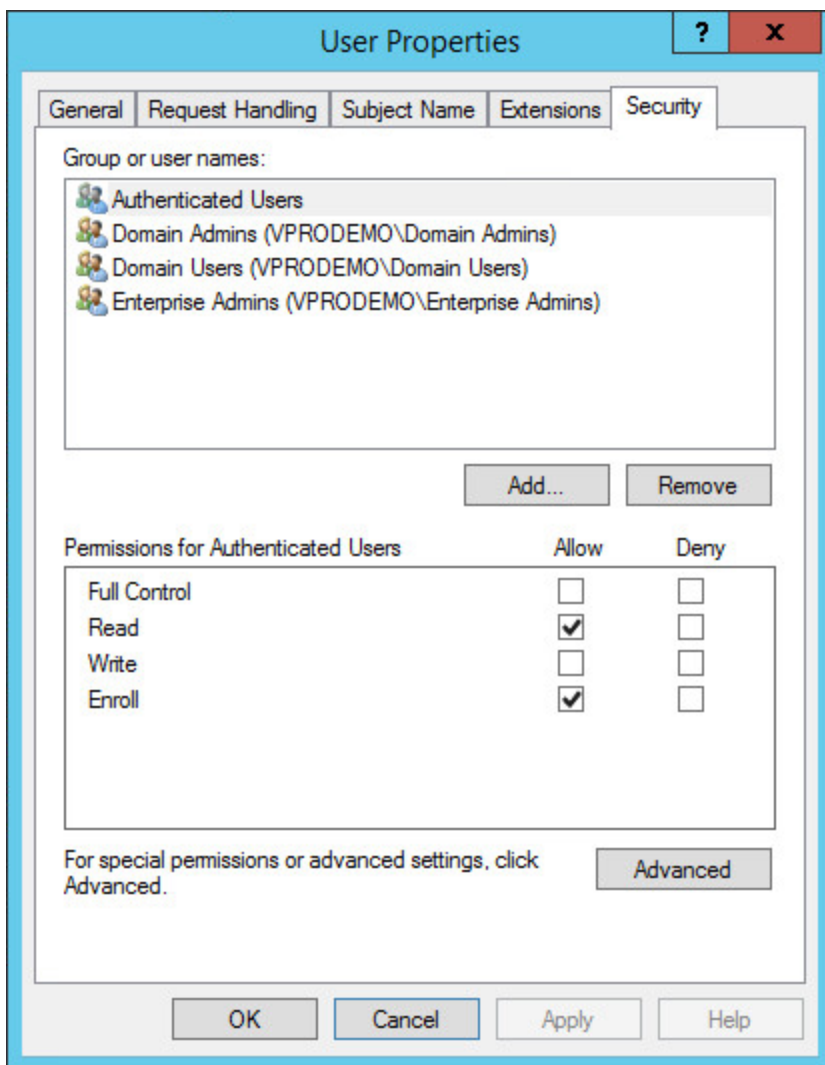 User Properties
?
x
General Request Handling Subject Name Extensions Security
Group or user names:
Authenticated Users
Domain Admins (VPRODEMO\Domain Admins)
Domain Users (VPRODEMO\Domain Users)
Enterprise Admins (VPRODEMO\Enterprise Admins)
Add... Remove
Permissions for Authenticated Users Allow Deny
Full Control
Read
Write
Enroll
For special permissions or advanced settings, click
Advanced.
Advanced
OK Cancel Apply Help